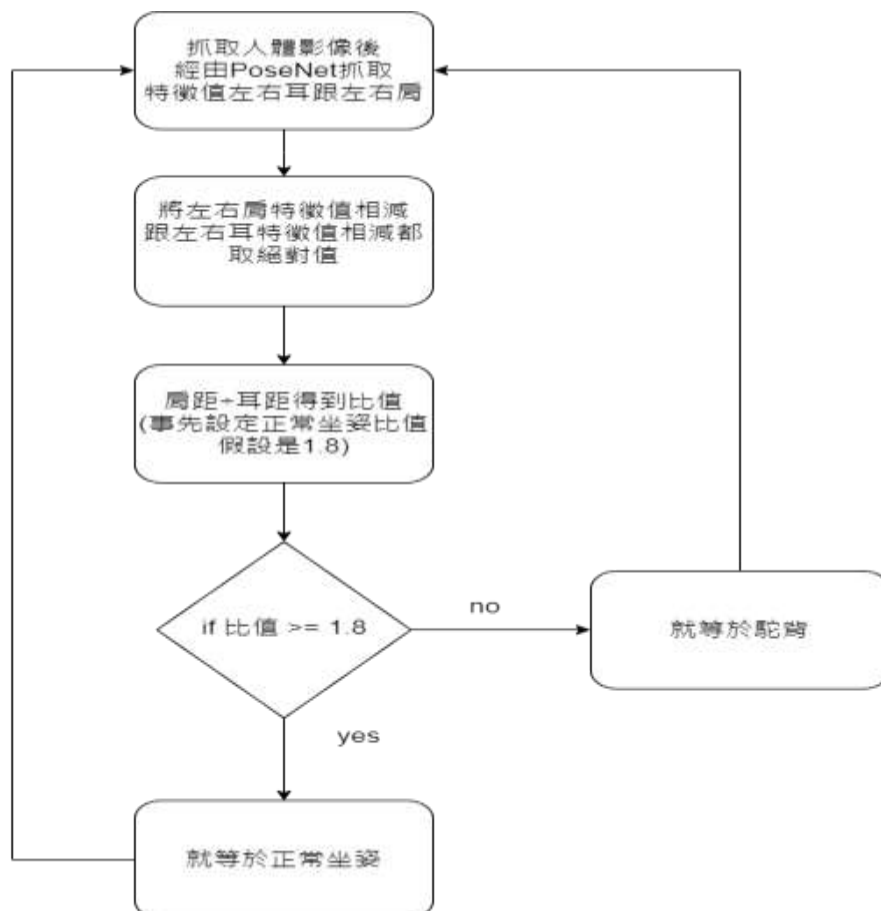 抓取人體影像後
經由PoseNet抓取
特徵值左右耳跟左右肩
將左右肩特徵值相減
跟左右耳特徵值相減都
取絕對值
肩距÷耳距得到比值
(事先設定正常坐姿比值
假設是1.8)
if 比值 >= 1.8
no
就等於駝背
yes
就等於正常坐姿